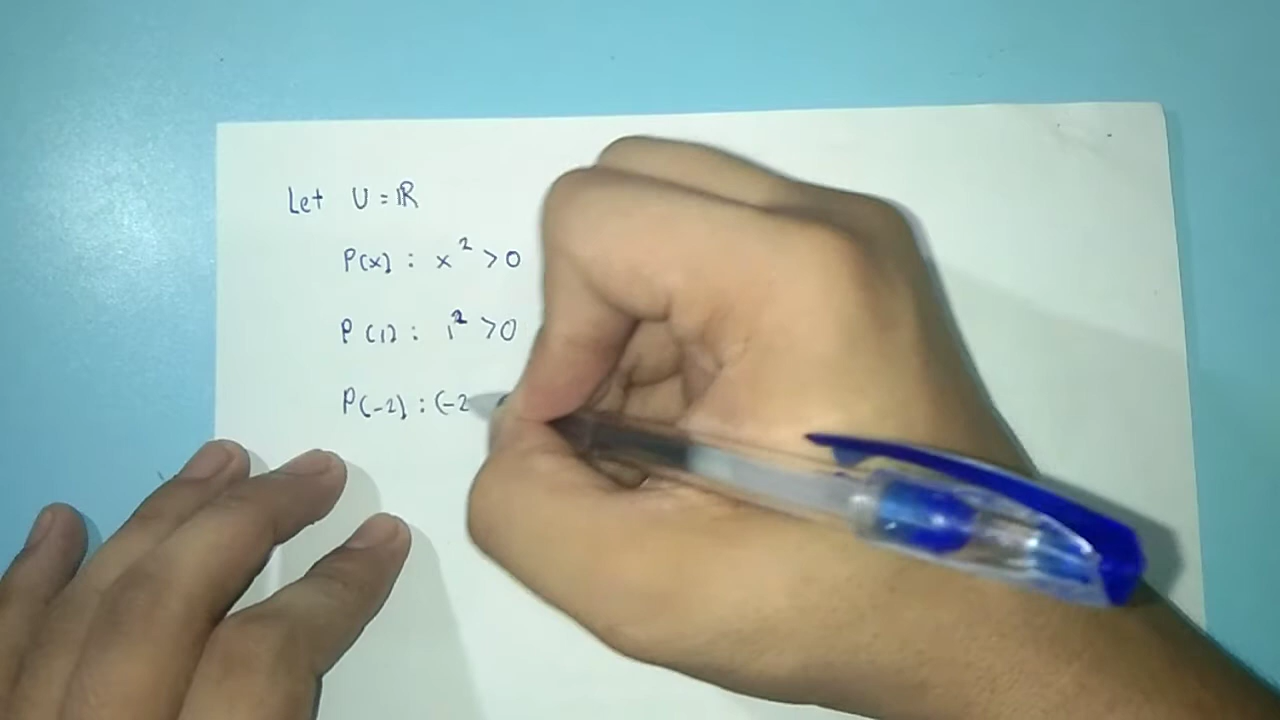 Let U = ℝ
P(x) : x² > 0
P(1) : 1² > 0
P(-2) : (-2